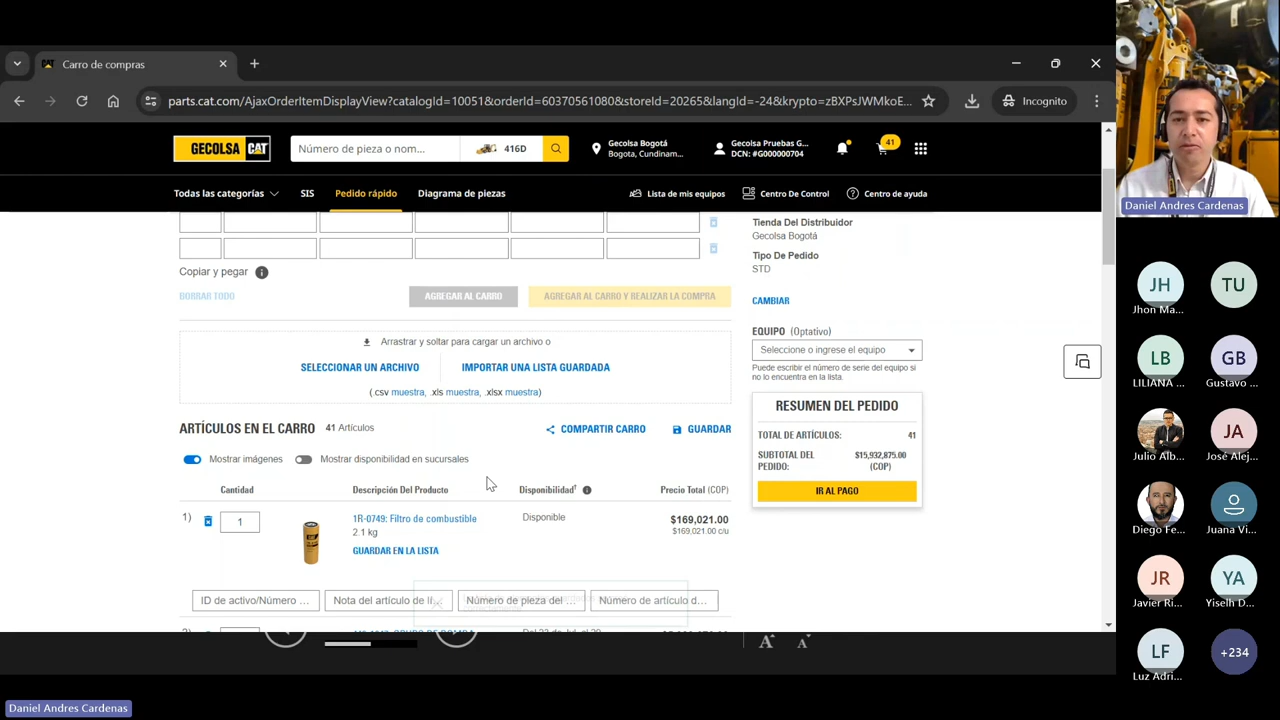 Carro de compras
parts.cat.com/AjaxOrderItemDisplayView?catalogId=10051&orderId=60370561080&storeId=20265&langId=-24&krypto=zBXPsJWMkoE...
Incognito
GECOLSA CAT
Número de pieza o nom...
416D
Gecolsa Bogotá
Bogota, Cundinam...
Gecolsa Pruebas G...
DCN: #G000000704
41
Todas las categorías
SIS
Pedido rápido
Diagrama de piezas
Lista de mis equipos
Centro De Control
Centro de ayuda
Copiar y pegar
BORRAR TODO
AGREGAR AL CARRO
AGREGAR AL CARRO Y REALIZAR LA COMPRA
Arrastrar y soltar para cargar un archivo o
SELECCIONAR UN ARCHIVO
IMPORTAR UNA LISTA GUARDADA
(.csv muestra, .xls muestra, .xlsx muestra)
ARTÍCULOS EN EL CARRO 41 Artículos
COMPARTIR CARRO
GUARDAR
Mostrar imágenes
Mostrar disponibilidad en sucursales
Cantidad
Descripción Del Producto
Disponibilidad†
Precio Total (COP)
1)
1
1R-0749: Filtro de combustible
2.1 kg
GUARDAR EN LA LISTA
Disponible
$169,021.00
$169,021.00 c/u
ID de activo/Número ...
Nota del artículo de lí...
Número de pieza del ...
Número de artículo d...
Tienda Del Distribuidor
Gecolsa Bogotá
Tipo De Pedido
STD
CAMBIAR
EQUIPO (Optativo)
Seleccione o ingrese el equipo
Puede escribir el número de serie del equipo si
no lo encuentra en la lista.
RESUMEN DEL PEDIDO
TOTAL DE ARTÍCULOS: 41
SUBTOTAL DEL
PEDIDO:
$15,932,875.00
(COP)
IR AL PAGO
A A
Daniel Andres Cardenas
JH
Jhon Ma...
TU
LB
LILIANA ...
GB
Gustavo ...
Julio Alb...
JA
José Alej...
Diego Fe...
Juana Vi...
JR
Javier Ri...
YA
Yiselh D...
LF
Luz Adri...
+234
Daniel Andres Cardenas